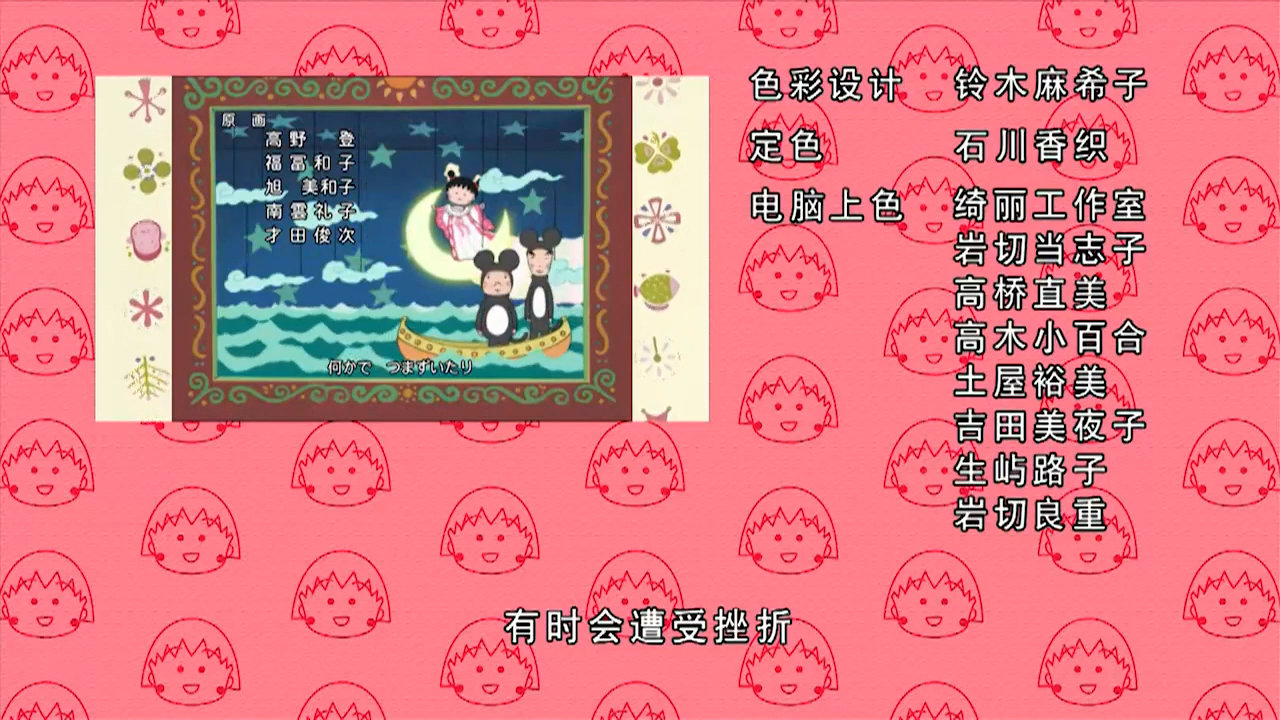 原 画
高野 登
福冨和子
旭 美和子
南雲礼子
才田俊次
何かで つまずいたり
色彩设计 铃木麻希子
定色 石川香织
电脑上色 绮丽工作室
岩切当志子
高桥直美
高木小百合
土屋裕美
吉田美夜子
生屿路子
岩切良重
有时会遭受挫折